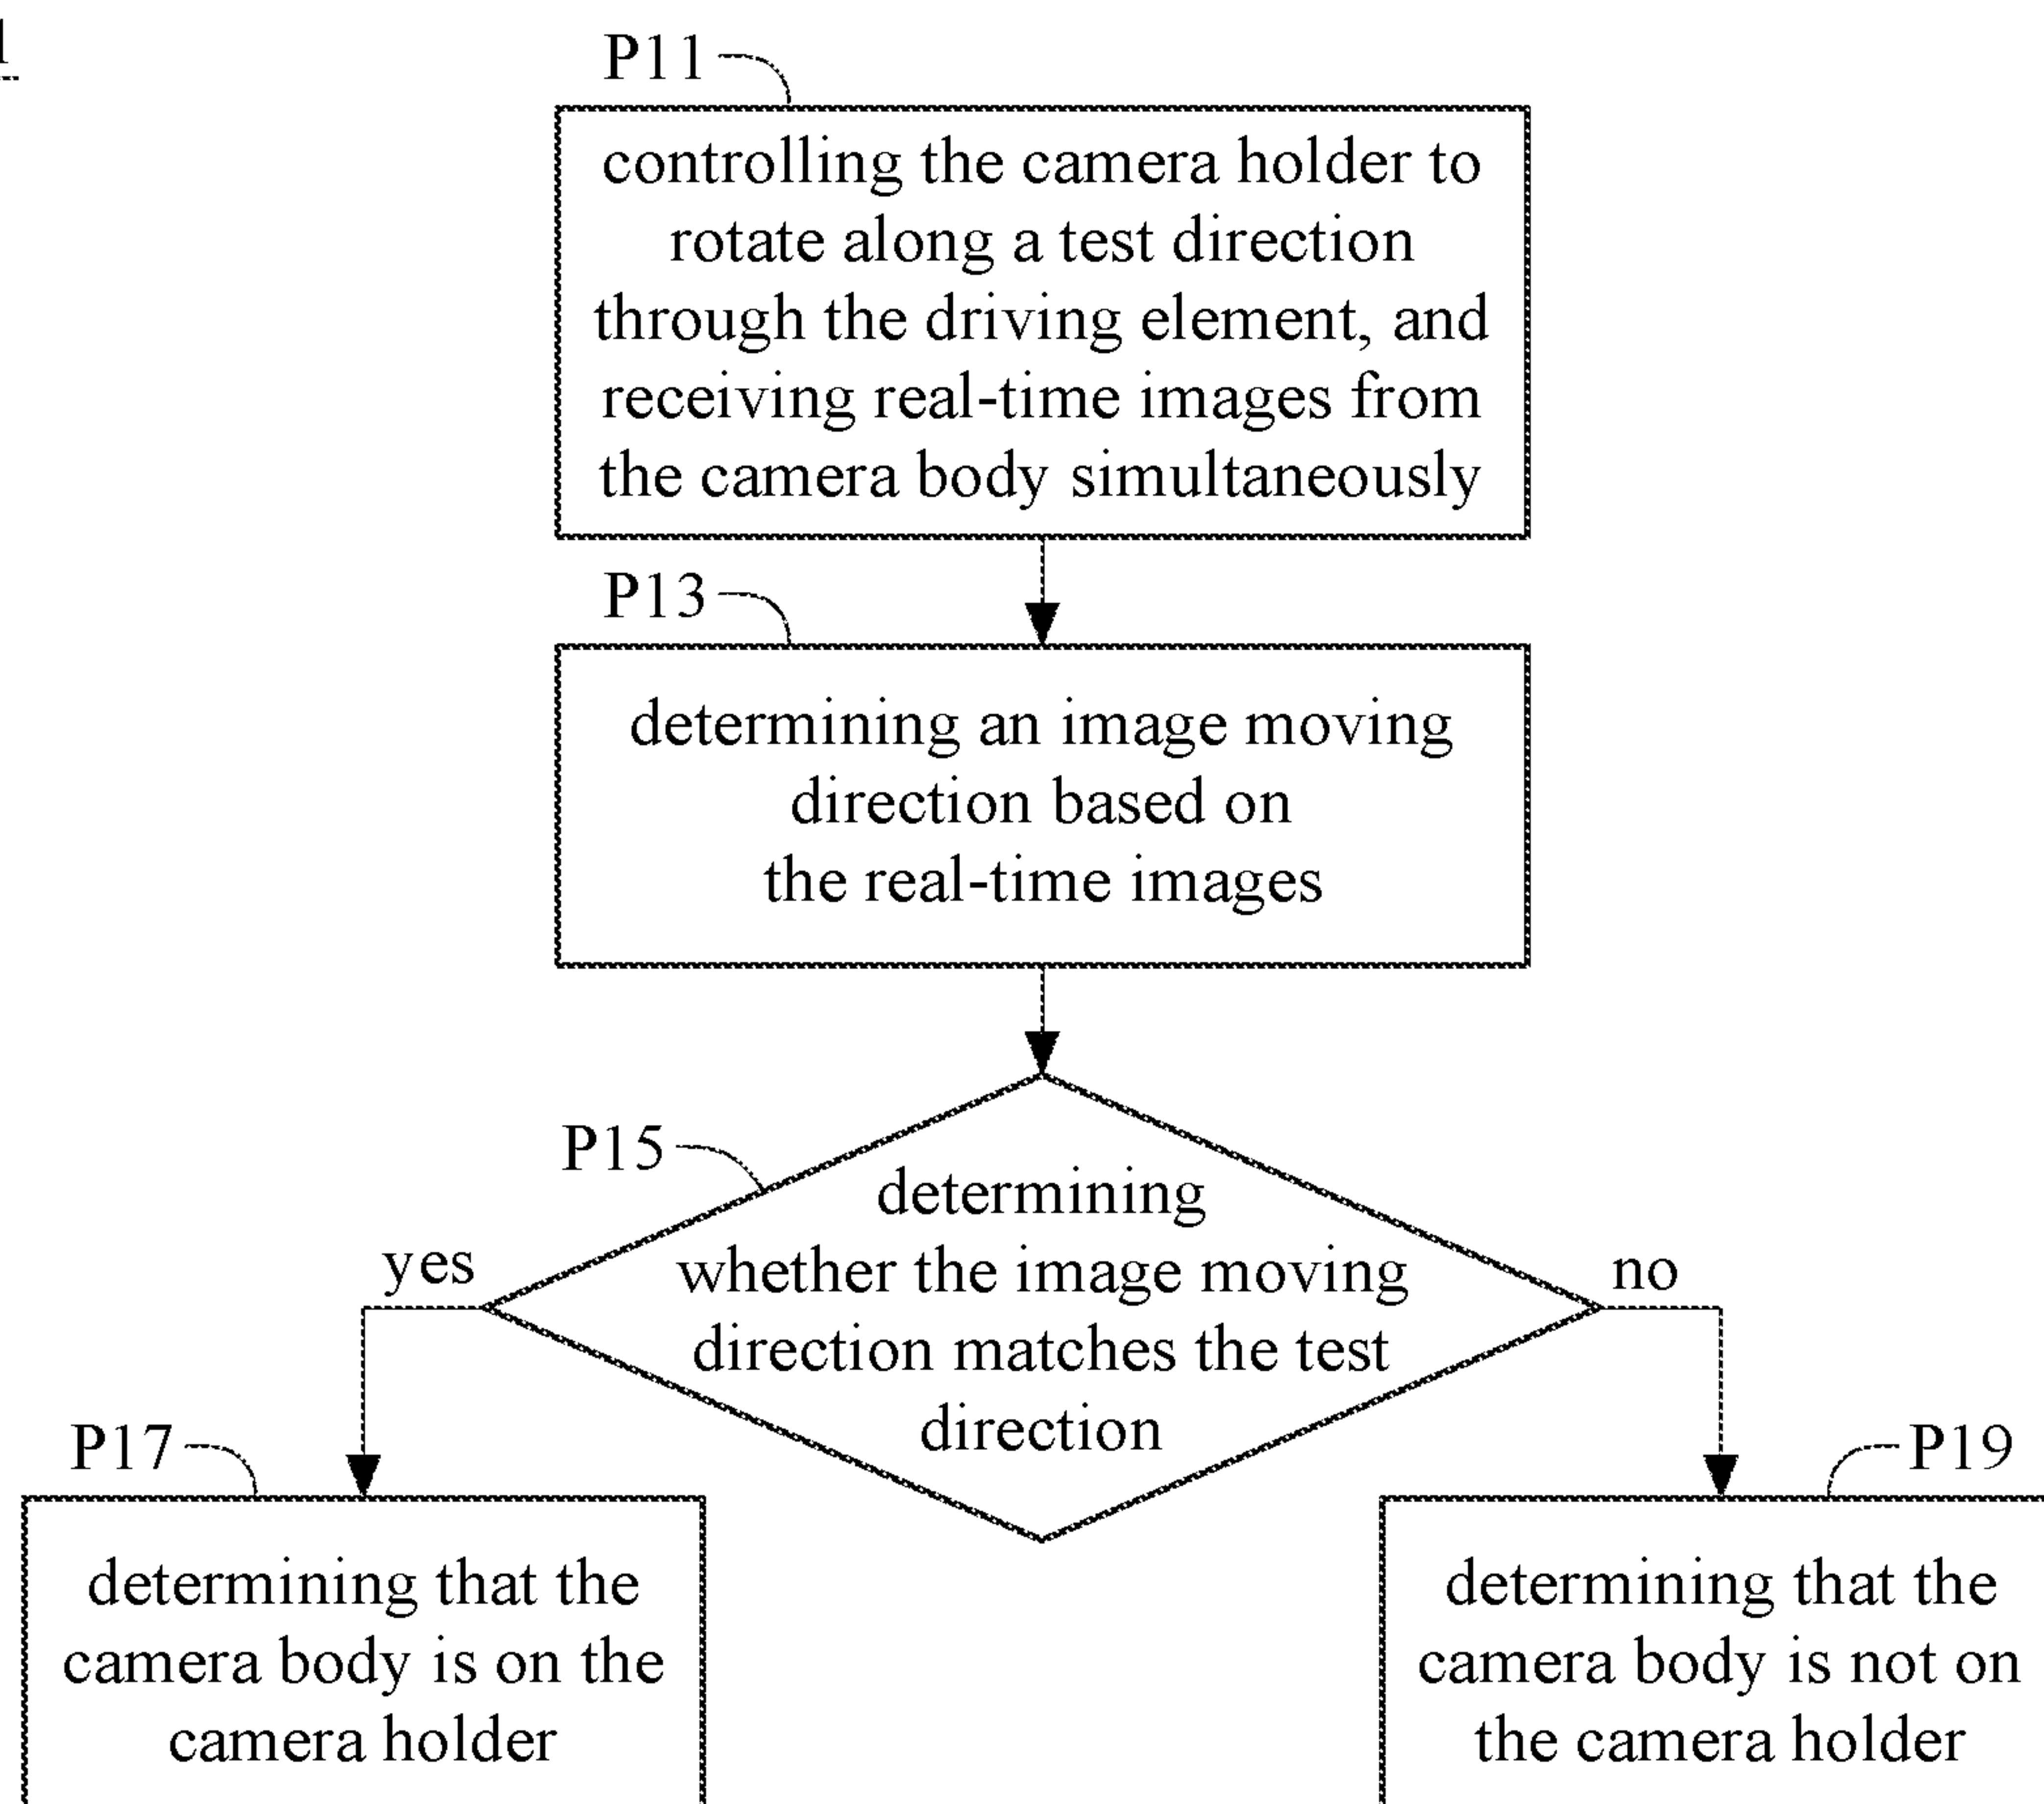 1
P11
controlling the camera holder to
rotate along a test direction
through the driving element, and
receiving real-time images from
the camera body simultaneously
P13
determining an image moving
direction based on
the real-time images
P15
determining
whether the image moving
direction matches the test
direction
yes
no
P17
determining that the
camera body is on the
camera holder
P19
determining that the
camera body is not on
the camera holder